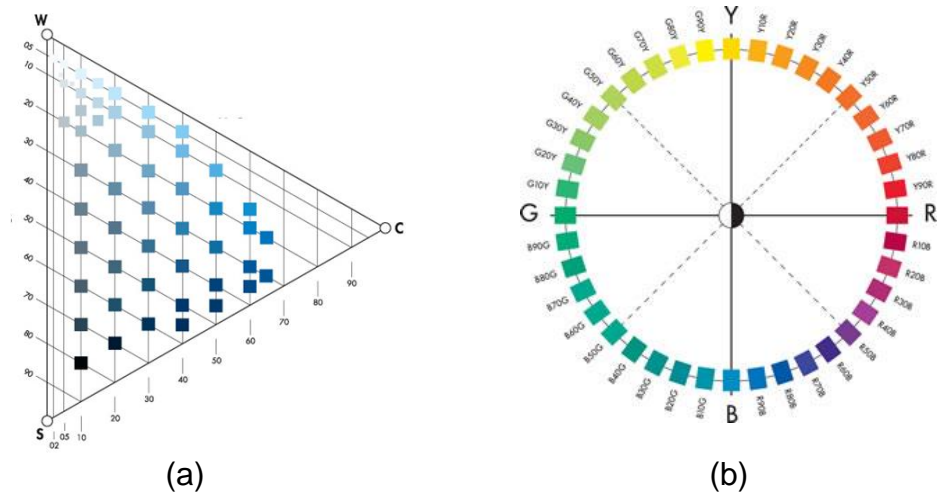 W
05
10
20
30
40
50
60
70
80
90
S
02
05
10
20
30
40
50
60
70
80
90
C
(a)
Y
Y10R
Y20R
Y30R
Y40R
Y50R
Y60R
Y70R
Y80R
Y90R
R
R10B
R20B
R30B
R40B
R50B
R60B
R70B
R80B
R90B
B
B10G
B20G
B30G
B40G
B50G
B60G
B70G
B80G
B90G
G
G10Y
G20Y
G30Y
G40Y
G50Y
G60Y
G70Y
G80Y
G90Y
(b)